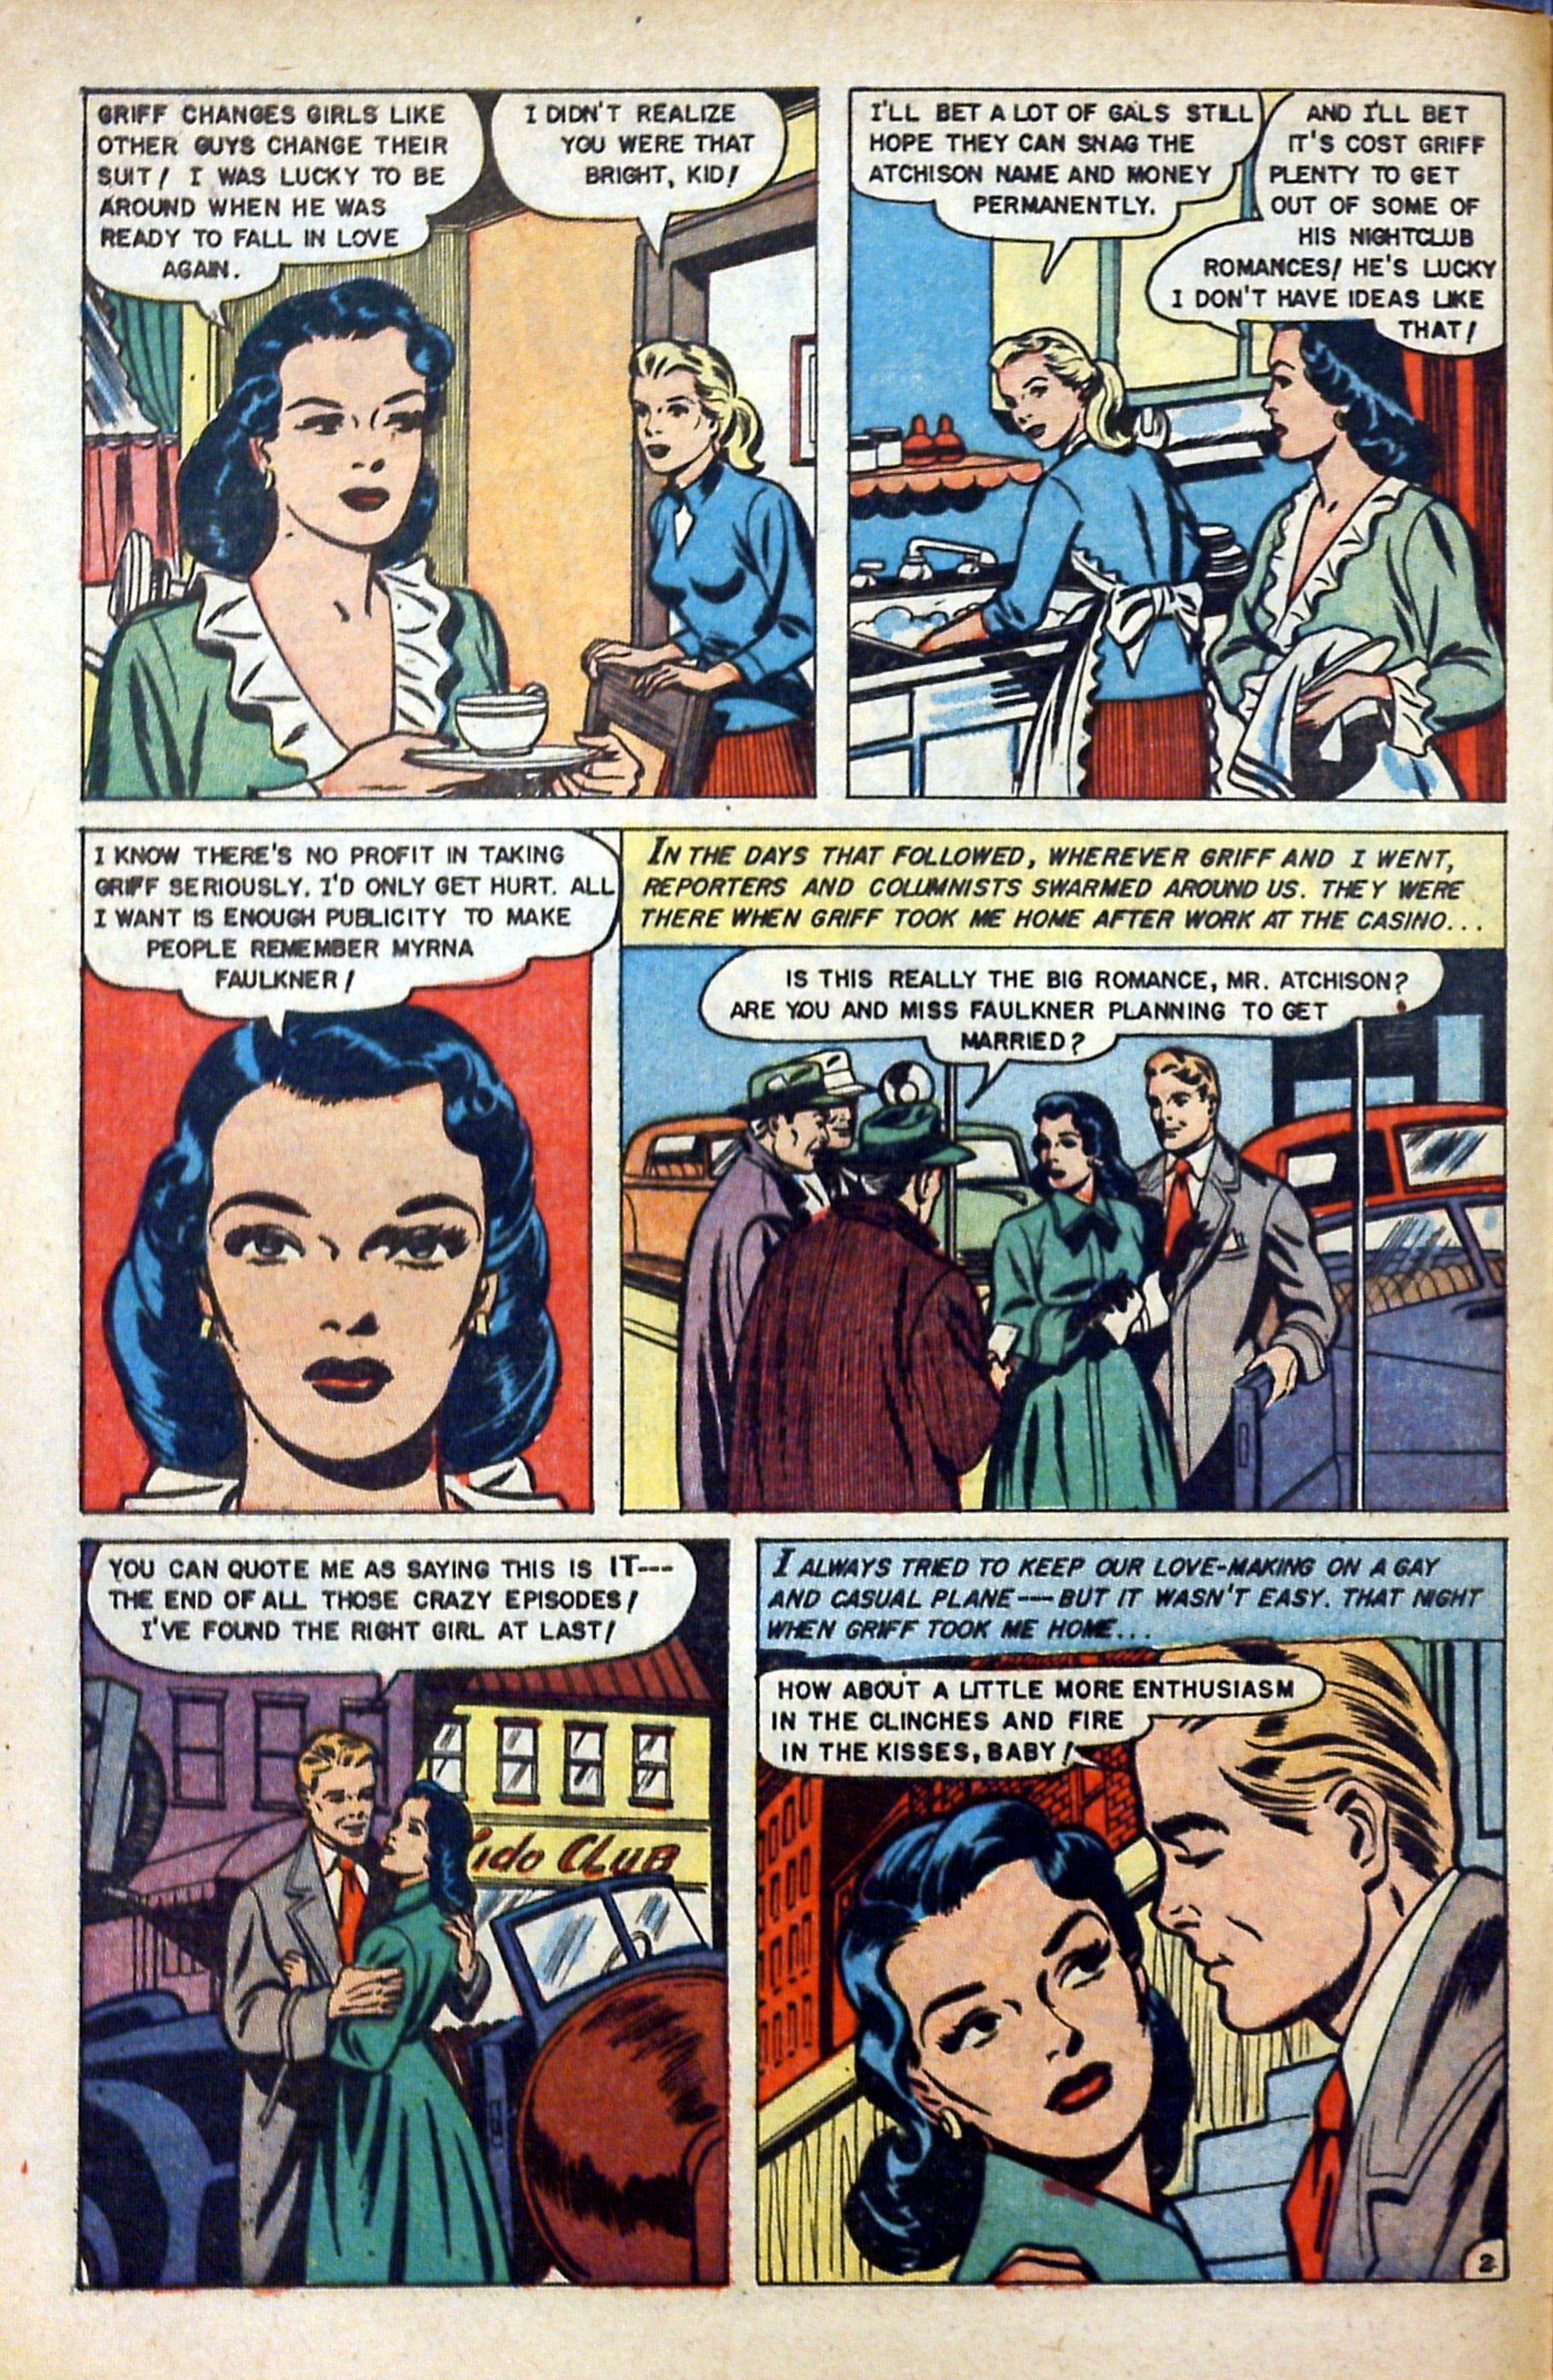 GRIFF CHANGES GIRLS LIKE
OTHER GUYS CHANGE THEIR
SUIT! I WAS LUCKY TO BE
AROUND WHEN HE WAS
READY TO FALL IN LOVE
AGAIN.
I DIDN'T REALIZE
YOU WERE THAT
BRIGHT, KID!
I'LL BET A LOT OF GALS STILL
HOPE THEY CAN SNAG THE
ATCHISON NAME AND MONEY
PERMANENTLY.
AND I'LL BET
IT'S COST GRIFF
PLENTY TO GET
OUT OF SOME OF
HIS NIGHTCLUB
ROMANCES! HE'S LUCKY
I DON'T HAVE IDEAS LIKE
THAT!
I KNOW THERE'S NO PROFIT IN TAKING
GRIFF SERIOUSLY. I'D ONLY GET HURT. ALL
I WANT IS ENOUGH PUBLICITY TO MAKE
PEOPLE REMEMBER MYRNA
FAULKNER!
IN THE DAYS THAT FOLLOWED, WHEREVER GRIFF AND I WENT,
REPORTERS AND COLUMNISTS SWARMED AROUND US. THEY WERE
THERE WHEN GRIFF TOOK ME HOME AFTER WORK AT THE CASINO...
IS THIS REALLY THE BIG ROMANCE, MR. ATCHISON?
ARE YOU AND MISS FAULKNER PLANNING TO GET
MARRIED?
YOU CAN QUOTE ME AS SAYING THIS IS IT---
THE END OF ALL THOSE CRAZY EPISODES!
I'VE FOUND THE RIGHT GIRL AT LAST!
ido CLUB
I ALWAYS TRIED TO KEEP OUR LOVE-MAKING ON A GAY
AND CASUAL PLANE---BUT IT WASN'T EASY. THAT NIGHT
WHEN GRIFF TOOK ME HOME...
HOW ABOUT A LITTLE MORE ENTHUSIASM
IN THE CLINCHES AND FIRE
IN THE KISSES, BABY!
2